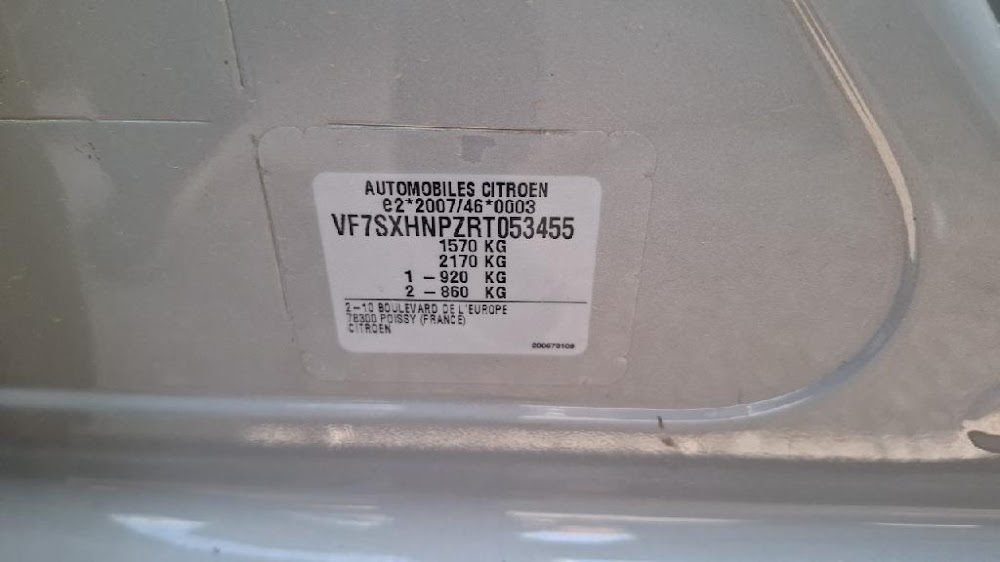 AUTOMOBILES CITROEN
e2*2007/46*0003
VF7SXHNPZRT053455
1570 KG
2170 KG
1 – 920 KG
2 – 860 KG
2–10 BOULEVARD DE L'EUROPE
78300 POISSY (FRANCE)
CITROEN
200679109